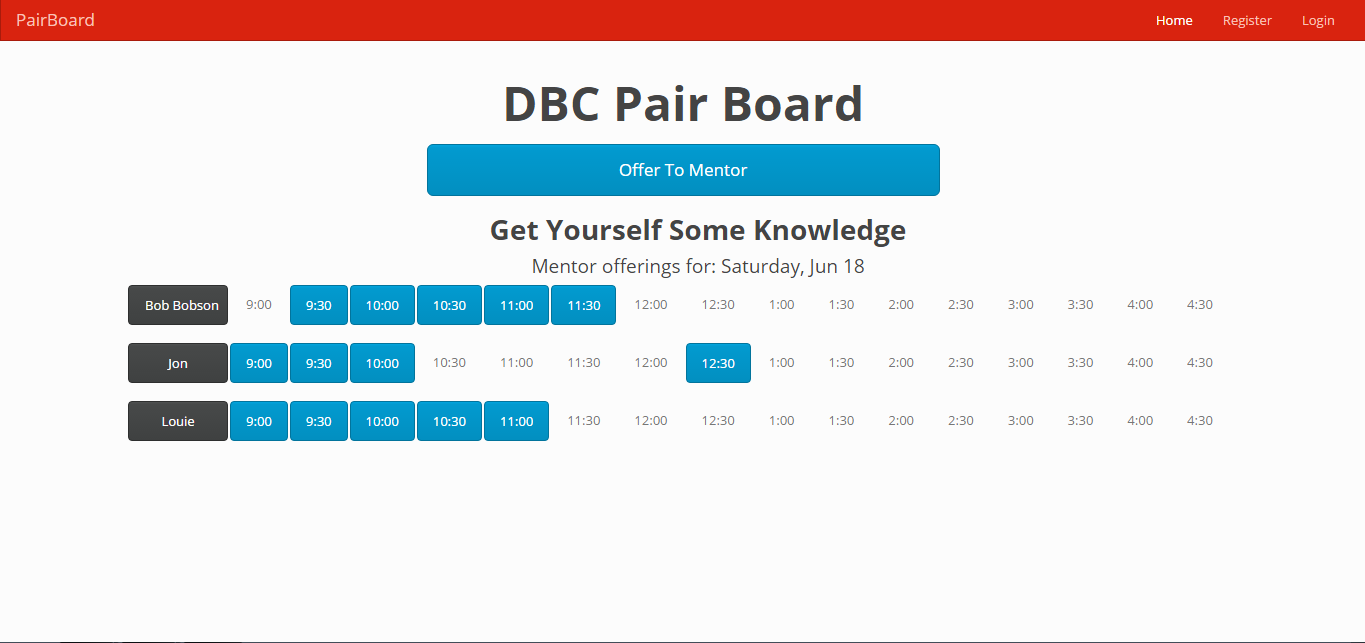 PairBoard Home Register Login
DBC Pair Board
Offer To Mentor
Get Yourself Some Knowledge
Mentor offerings for: Saturday, Jun 18
Bob Bobson 9:00 9:30 10:00 10:30 11:00 11:30 12:00 12:30 1:00 1:30 2:00 2:30 3:00 3:30 4:00 4:30
Jon 9:00 9:30 10:00 10:30 11:00 11:30 12:00 12:30 1:00 1:30 2:00 2:30 3:00 3:30 4:00 4:30
Louie 9:00 9:30 10:00 10:30 11:00 11:30 12:00 12:30 1:00 1:30 2:00 2:30 3:00 3:30 4:00 4:30